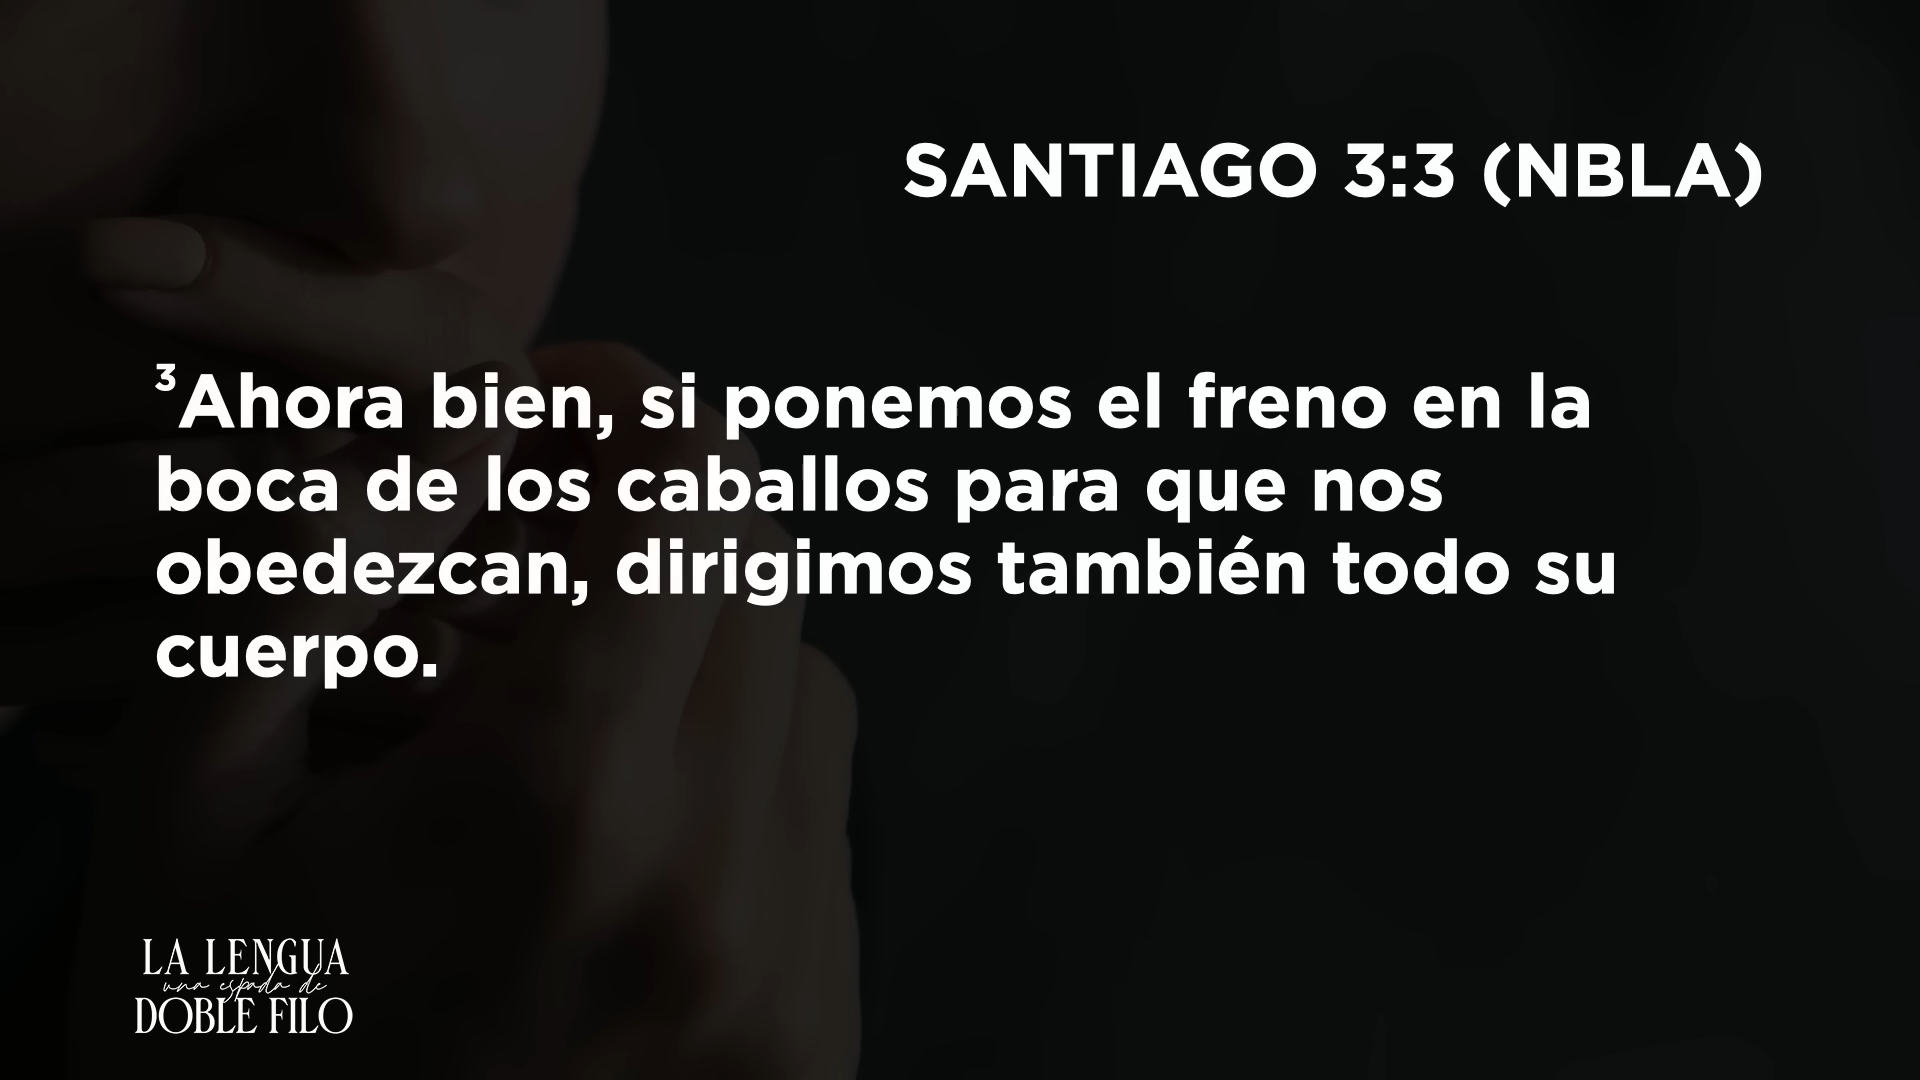 SANTIAGO 3:3 (NBLA)
³Ahora bien, si ponemos el freno en la
boca de los caballos para que nos
obedezcan, dirigimos también todo su
cuerpo.
LA LENGUA
una espada de
DOBLE FILO